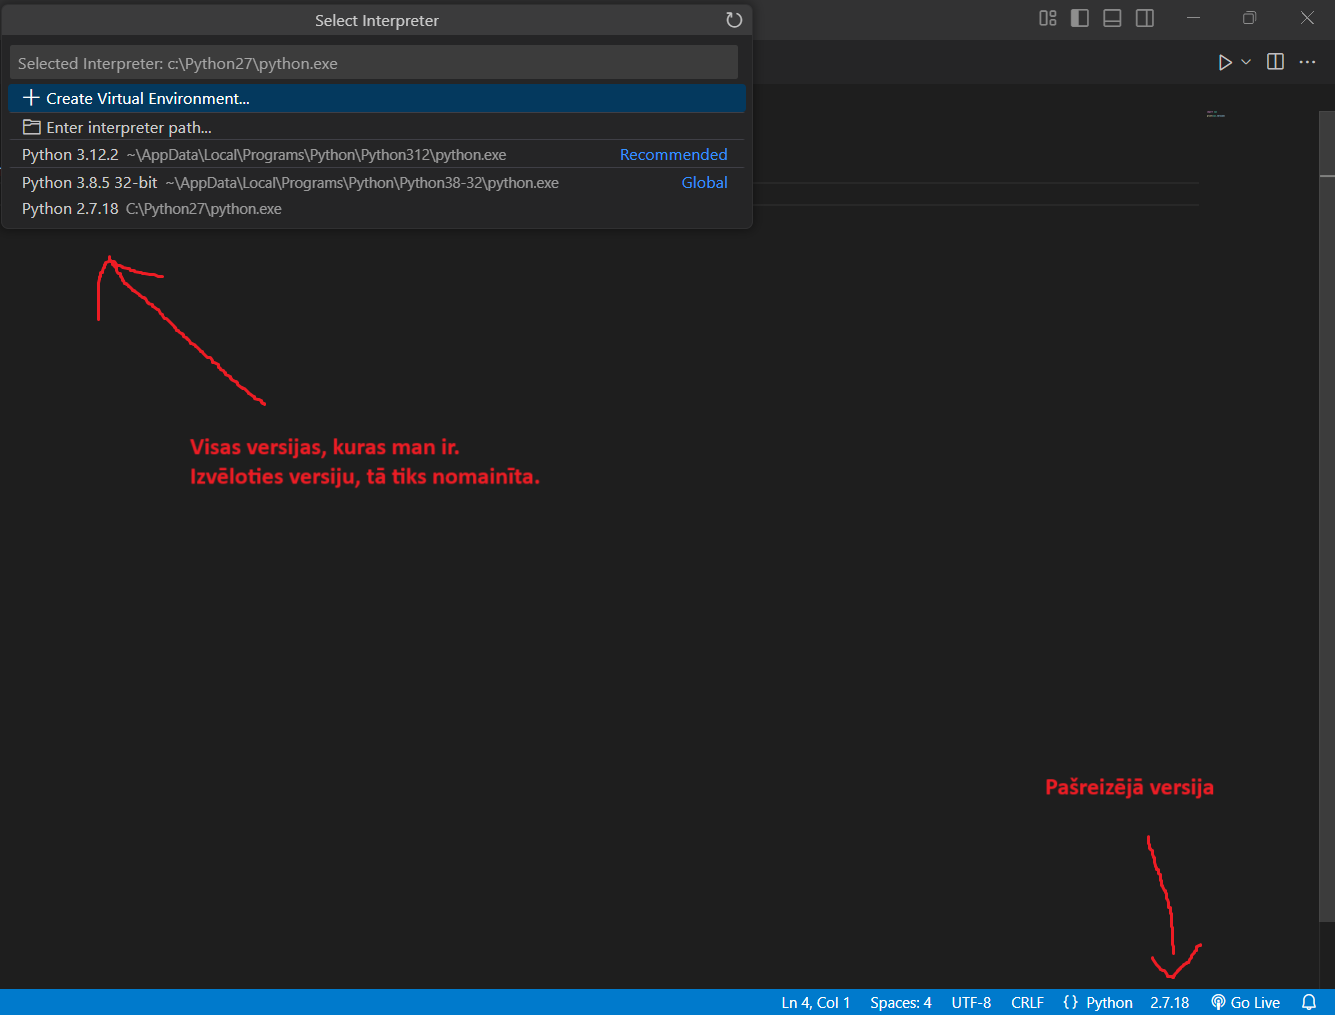 Select Interpreter
Selected Interpreter: c:\Python27\python.exe
Create Virtual Environment...
Enter interpreter path...
Python 3.12.2 ~\AppData\Local\Programs\Python\Python312\python.exe Recommended
Python 3.8.5 32-bit ~\AppData\Local\Programs\Python\Python38-32\python.exe Global
Python 2.7.18 C:\Python27\python.exe
Visas versijas, kuras man ir.
Izvēloties versiju, tā tiks nomainīta.
Pašreizējā versija
Ln 4, Col 1 Spaces: 4 UTF-8 CRLF {} Python 2.7.18 Go Live